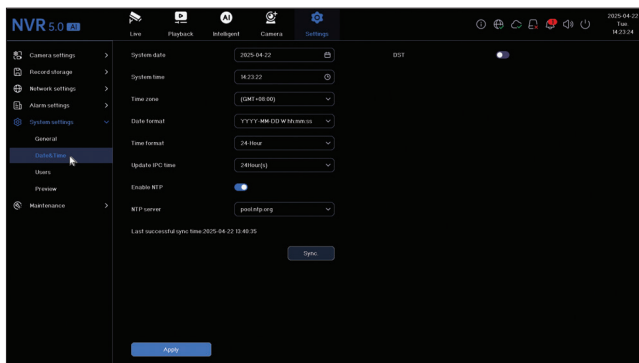 NVR 5.0 AI
Live
Playback
AI
Intelligent
Camera
Settings
2025-04-22
Tue
14:23:24
Camera settings
Record storage
Network settings
Alarm settings
System settings
General
Date&Time
Users
Preview
Maintenance
System date
2025-04-22
DST
System time
14:23:22
Time zone
(GMT+08:00)
Date format
YYYY-MM-DD W hh:mm:ss
Time format
24-Hour
Update IPC time
24Hour(s)
Enable NTP
NTP server
pool.ntp.org
Last successful sync time:2025-04-22 13:40:35
Sync.
Apply